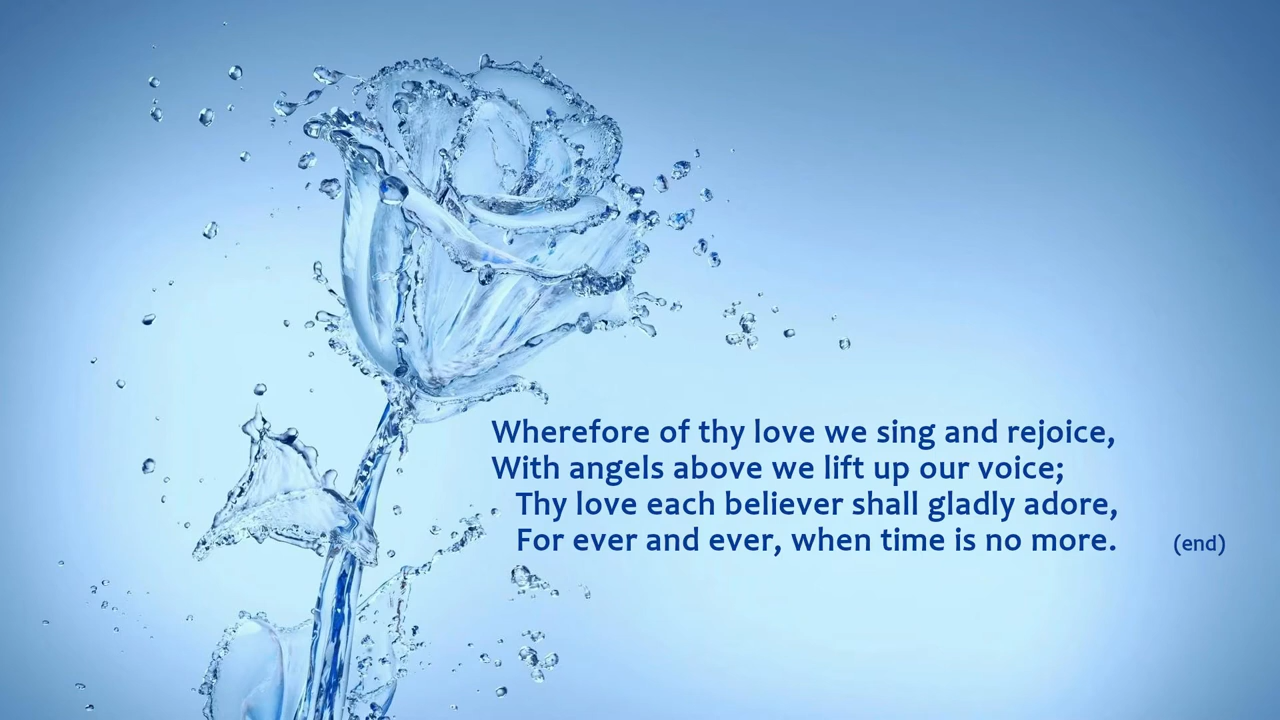 Wherefore of thy love we sing and rejoice,
With angels above we lift up our voice;
Thy love each believer shall gladly adore,
For ever and ever, when time is no more. (end)